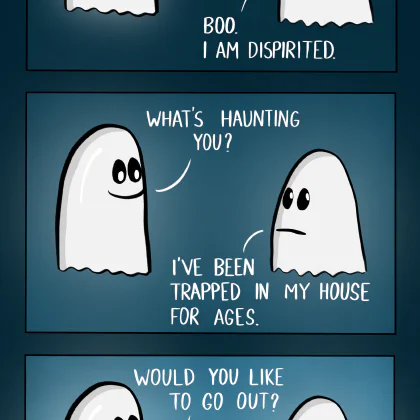 BOO.
I AM DISPIRITED.
WHAT'S HAUNTING
YOU?
I'VE BEEN
TRAPPED IN MY HOUSE
FOR AGES.
WOULD YOU LIKE
TO GO OUT?